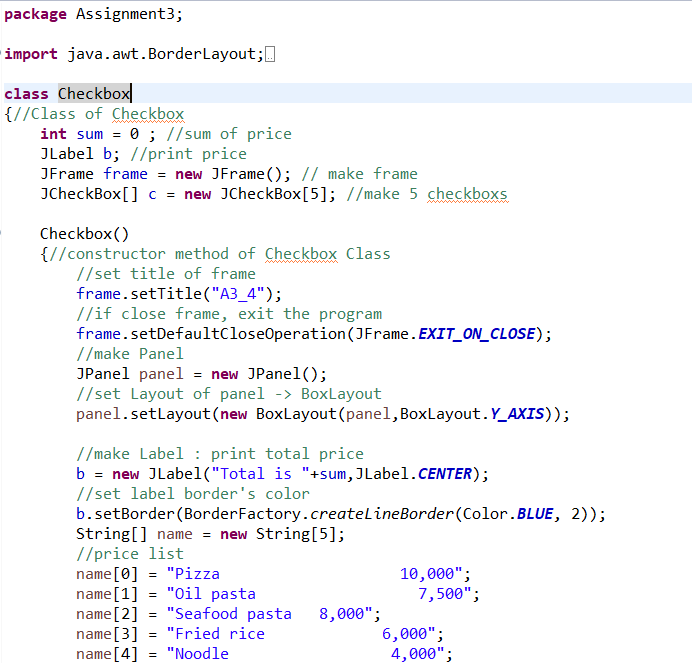 package Assignment3;
import java.awt.BorderLayout;
class Checkbox
{//Class of Checkbox
    int sum = 0 ; //sum of price
    JLabel b; //print price
    JFrame frame = new JFrame(); // make frame
    JCheckBox[] c = new JCheckBox[5]; //make 5 checkboxs
    Checkbox()
    {//constructor method of Checkbox Class
        //set title of frame
        frame.setTitle("A3_4");
        //if close frame, exit the program
        frame.setDefaultCloseOperation(JFrame.EXIT_ON_CLOSE);
        //make Panel
        JPanel panel = new JPanel();
        //set Layout of panel -> BoxLayout
        panel.setLayout(new BoxLayout(panel,BoxLayout.Y_AXIS));
        //make Label : print total price
        b = new JLabel("Total is "+sum,JLabel.CENTER);
        //set label border's color
        b.setBorder(BorderFactory.createLineBorder(Color.BLUE, 2));
        String[] name = new String[5];
        //price list
        name[0] = "Pizza                    10,000";
        name[1] = "Oil pasta                  7,500";
        name[2] = "Seafood pasta   8,000";
        name[3] = "Fried rice             6,000";
        name[4] = "Noodle                  4,000";